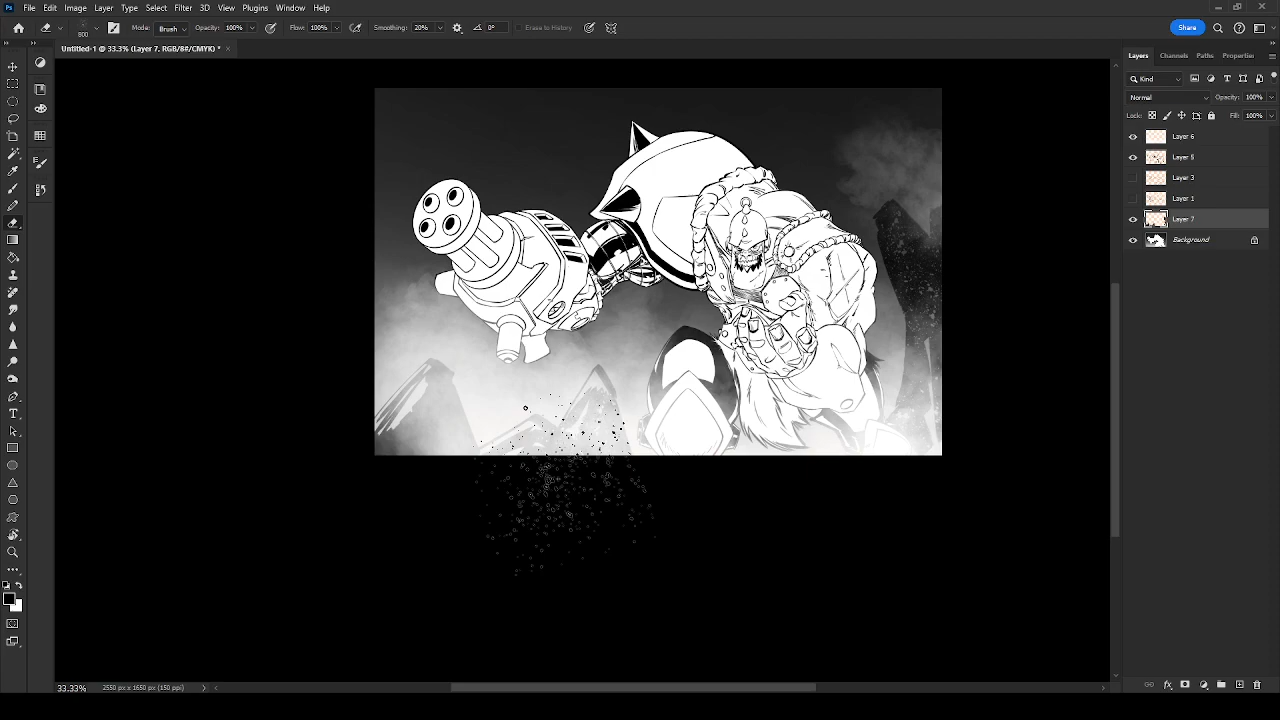 Ps File Edit Image Layer Type Select Filter 3D View Plugins Window Help
800 Mode: Brush Opacity: 100% Flow: 100% Smoothing: 20% 0° Erase to History Share
Untitled-1 @ 33.3% (Layer 7, RGB/8#/CMYK) *
Layers Channels Paths Properties
Kind
Normal Opacity: 100%
Lock: Fill: 100%
Layer 6
Layer 5
Layer 3
Layer 1
Layer 7
Background
33.33% 2550 px x 1650 px (150 ppi)